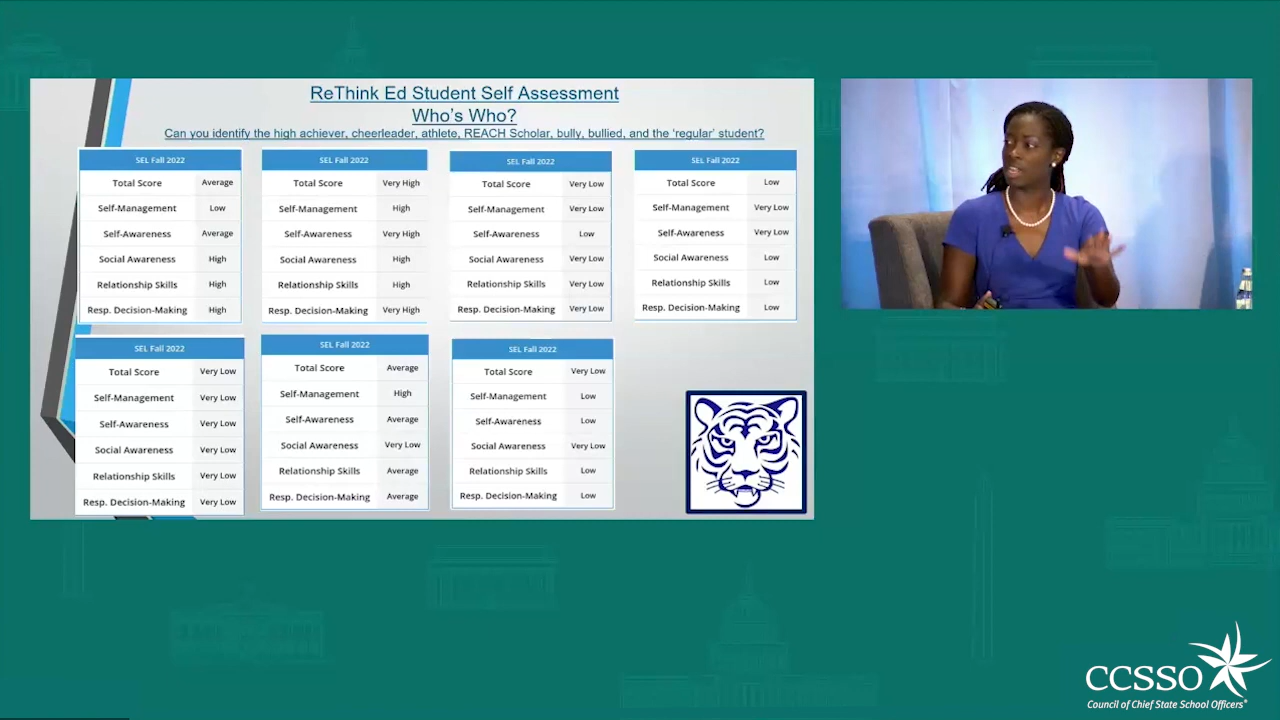 ReThink Ed Student Self Assessment
Who's Who?
Can you identify the high achiever, cheerleader, athlete, REACH Scholar, bully, bullied, and the 'regular' student?
SEL Fall 2022
Total Score Average
Self-Management Low
Self-Awareness Average
Social Awareness High
Relationship Skills High
Resp. Decision-Making High
SEL Fall 2022
Total Score Very High
Self-Management High
Self-Awareness Very High
Social Awareness High
Relationship Skills High
Resp. Decision-Making Very High
SEL Fall 2022
Total Score Very Low
Self-Management Very Low
Self-Awareness Low
Social Awareness Very Low
Relationship Skills Very Low
Resp. Decision-Making Very Low
SEL Fall 2022
Total Score Low
Self-Management Very Low
Self-Awareness Very Low
Social Awareness Low
Relationship Skills Low
Resp. Decision-Making Low
SEL Fall 2022
Total Score Very Low
Self-Management Very Low
Self-Awareness Very Low
Social Awareness Very Low
Relationship Skills Very Low
Resp. Decision-Making Very Low
SEL Fall 2022
Total Score Average
Self-Management High
Self-Awareness Average
Social Awareness Very Low
Relationship Skills Average
Resp. Decision-Making Average
SEL Fall 2022
Total Score Very Low
Self-Management Low
Self-Awareness Low
Social Awareness Very Low
Relationship Skills Low
Resp. Decision-Making Low
CCSSO
Council of Chief State School Officers®